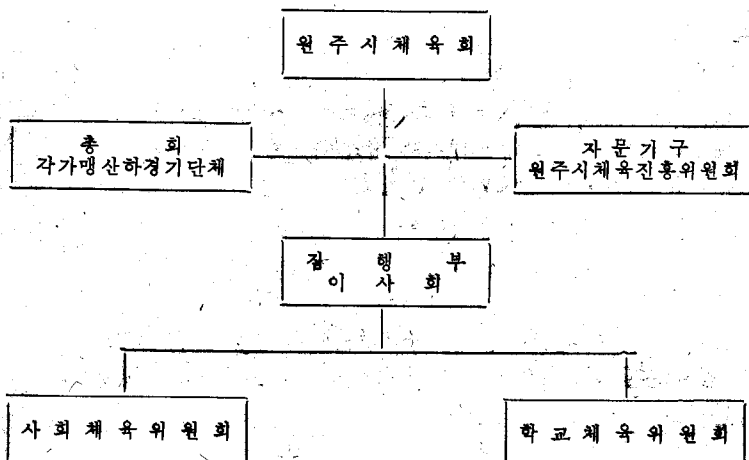 원주시체육회
총 회
각가맹산하경기단체
자문기구
원주시체육진흥위원회
집 행 부
이 사 회
사회체육위원회
학교체육위원회